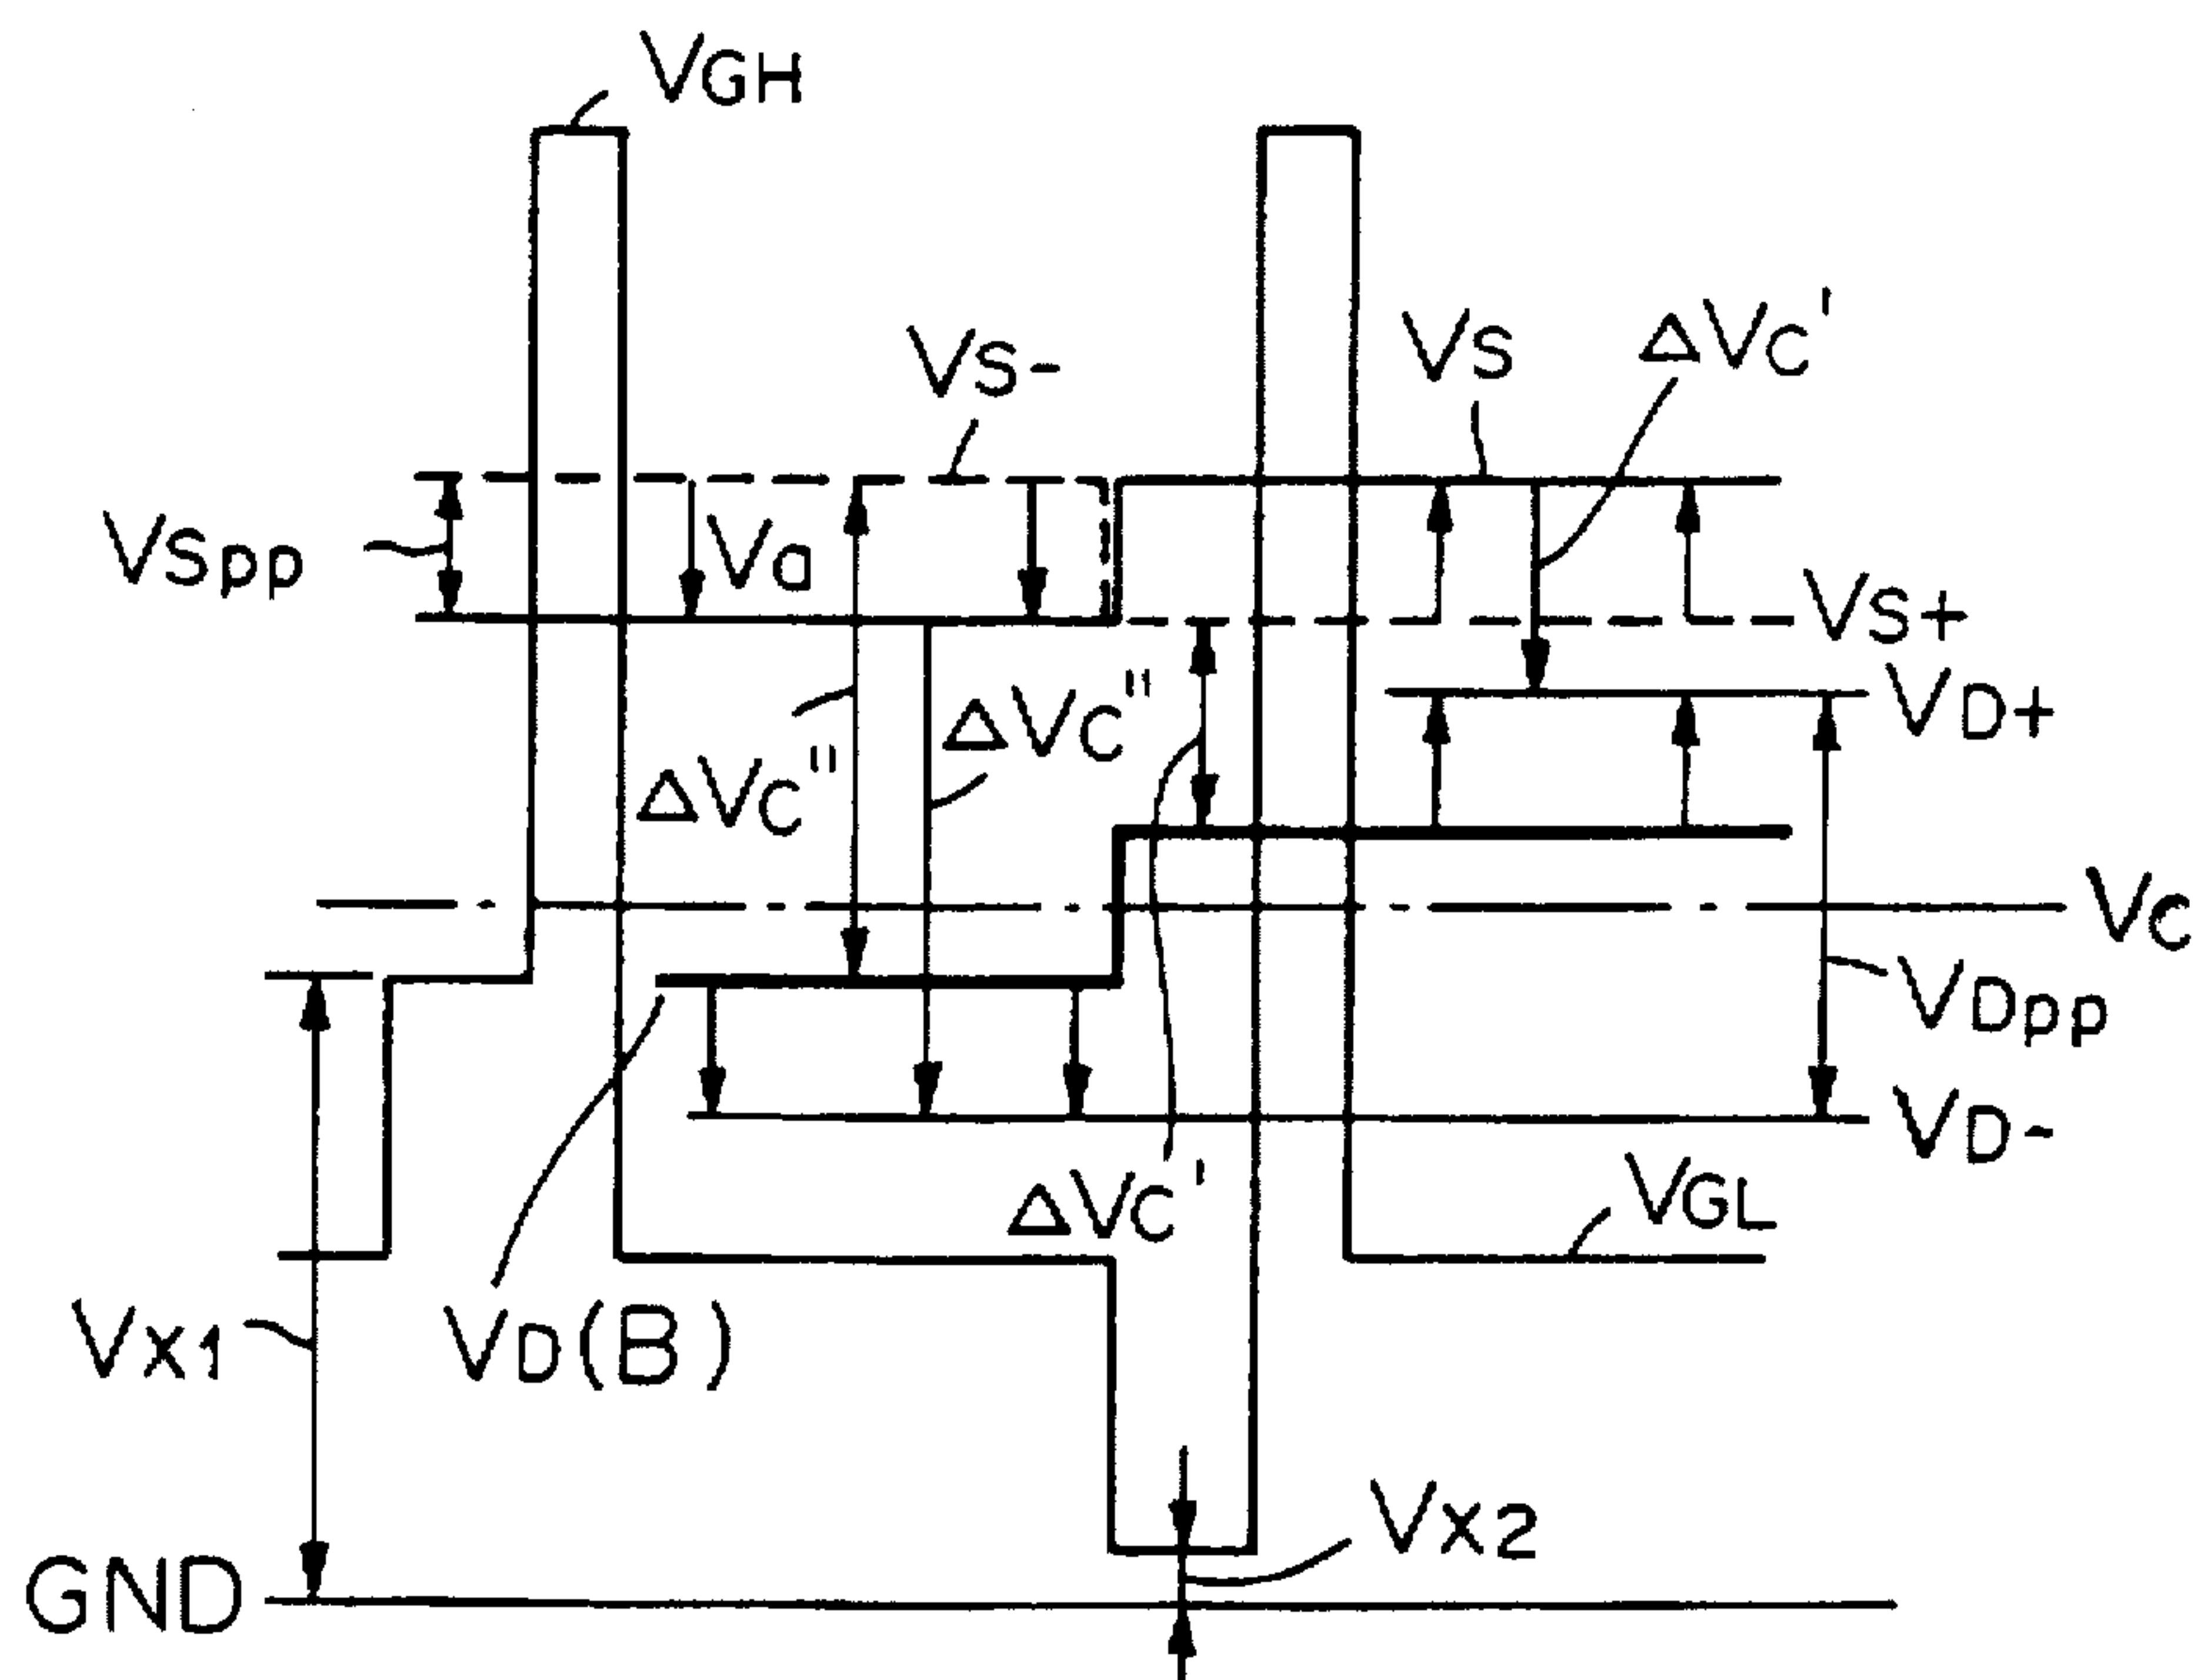 VGH
VS-
VS
ΔVC'
VSpp
Va
VS+
VD+
ΔVC"
ΔVC"
VC
VDpp
VD-
ΔVC'
VGL
VX1
VD(B)
VX2
GND